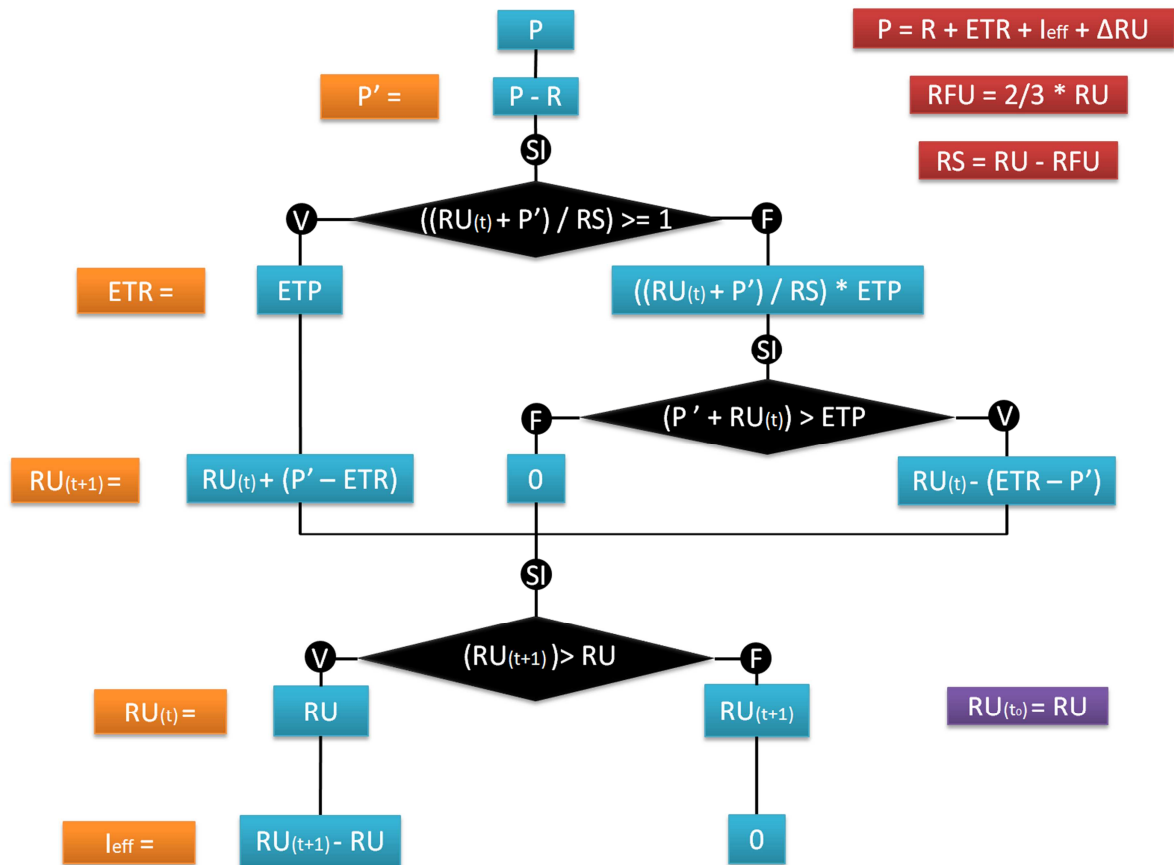 P
P = R + ETR + Ieff + ΔRU
P’ =
P - R
RFU = 2/3 * RU
SI
RS = RU - RFU
V
((RU(t) + P’) / RS) >= 1
F
ETR =
ETP
((RU(t) + P’) / RS) * ETP
SI
F
(P ’ + RU(t)) > ETP
V
RU(t+1) =
RU(t) + (P’ – ETR)
0
RU(t) - (ETR – P’)
SI
V
(RU(t+1) )> RU
F
RU(t) =
RU
RU(t+1)
RU(t₀) = RU
Ieff =
RU(t+1) - RU
0